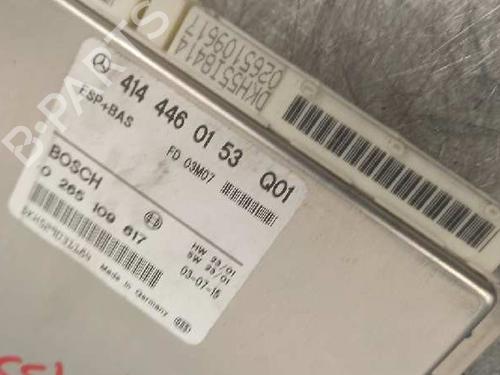 B-PARTS
DKH55I8414
0265109617
414 446 01 53 Q01
ESP+BAS
FD 03M07
BOSCH
0 265 109 617
HW 23/01
SW 23/01
03-07-15
Made in Germany